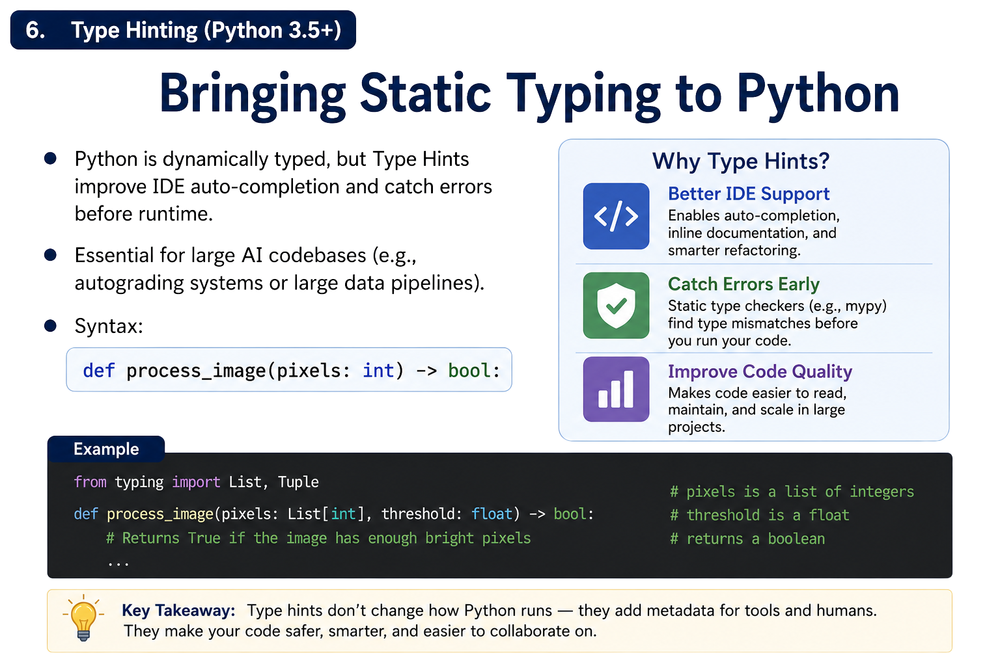 6. Type Hinting (Python 3.5+)
Bringing Static Typing to Python
● Python is dynamically typed, but Type Hints
improve IDE auto-completion and catch errors
before runtime.
● Essential for large AI codebases (e.g.,
autograding systems or large data pipelines).
● Syntax:
def process_image(pixels: int) -> bool:
Why Type Hints?
</>
Better IDE Support
Enables auto-completion,
inline documentation, and
smarter refactoring.
Catch Errors Early
Static type checkers (e.g., mypy)
find type mismatches before
you run your code.
Improve Code Quality
Makes code easier to read,
maintain, and scale in large
projects.
Example
from typing import List, Tuple
def process_image(pixels: List[int], threshold: float) -> bool:
# Returns True if the image has enough bright pixels
...
# pixels is a list of integers
# threshold is a float
# returns a boolean
Key Takeaway: Type hints don’t change how Python runs — they add metadata for tools and humans.
They make your code safer, smarter, and easier to collaborate on.